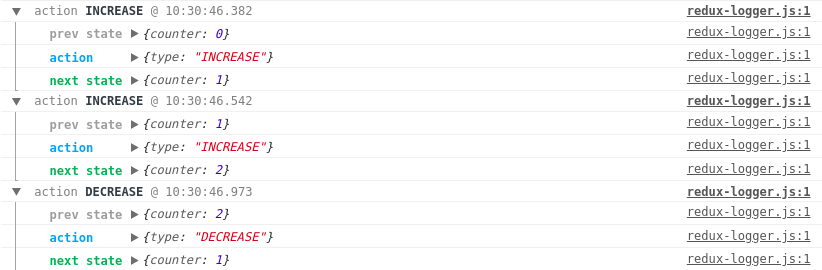 ▼ action INCREASE @ 10:30:46.382 redux-logger.js:1
prev state ▶ {counter: 0} redux-logger.js:1
action ▶ {type: "INCREASE"} redux-logger.js:1
next state ▶ {counter: 1} redux-logger.js:1
▼ action INCREASE @ 10:30:46.542 redux-logger.js:1
prev state ▶ {counter: 1} redux-logger.js:1
action ▶ {type: "INCREASE"} redux-logger.js:1
next state ▶ {counter: 2} redux-logger.js:1
▼ action DECREASE @ 10:30:46.973 redux-logger.js:1
prev state ▶ {counter: 2} redux-logger.js:1
action ▶ {type: "DECREASE"} redux-logger.js:1
next state ▶ {counter: 1} redux-logger.js:1